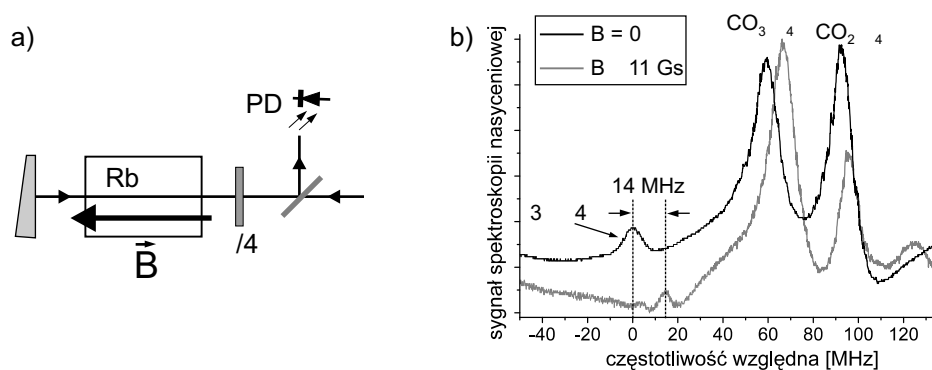 a)
PD
Rb
B
/4
b)
B = 0
B 11 Gs
CO3 4
CO2 4
14 MHz
3 4
sygnał spektroskopii nasyceniowej
-40 -20 0 20 40 60 80 100 120
częstotliwość względna [MHz]